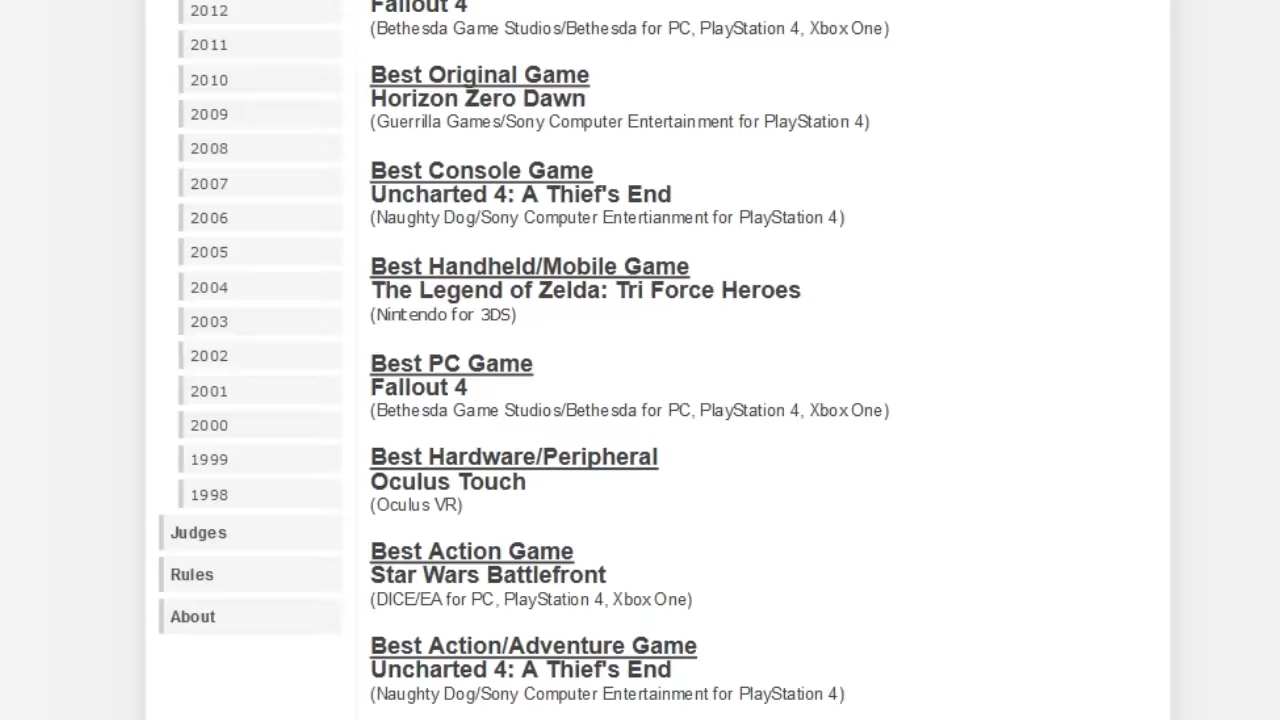 2012
2011
2010
2009
2008
2007
2006
2005
2004
2003
2002
2001
2000
1999
1998
Judges
Rules
About
Fallout 4
(Bethesda Game Studios/Bethesda for PC, PlayStation 4, Xbox One)
Best Original Game
Horizon Zero Dawn
(Guerrilla Games/Sony Computer Entertainment for PlayStation 4)
Best Console Game
Uncharted 4: A Thief's End
(Naughty Dog/Sony Computer Entertianment for PlayStation 4)
Best Handheld/Mobile Game
The Legend of Zelda: Tri Force Heroes
(Nintendo for 3DS)
Best PC Game
Fallout 4
(Bethesda Game Studios/Bethesda for PC, PlayStation 4, Xbox One)
Best Hardware/Peripheral
Oculus Touch
(Oculus VR)
Best Action Game
Star Wars Battlefront
(DICE/EA for PC, PlayStation 4, Xbox One)
Best Action/Adventure Game
Uncharted 4: A Thief's End
(Naughty Dog/Sony Computer Entertainment for PlayStation 4)